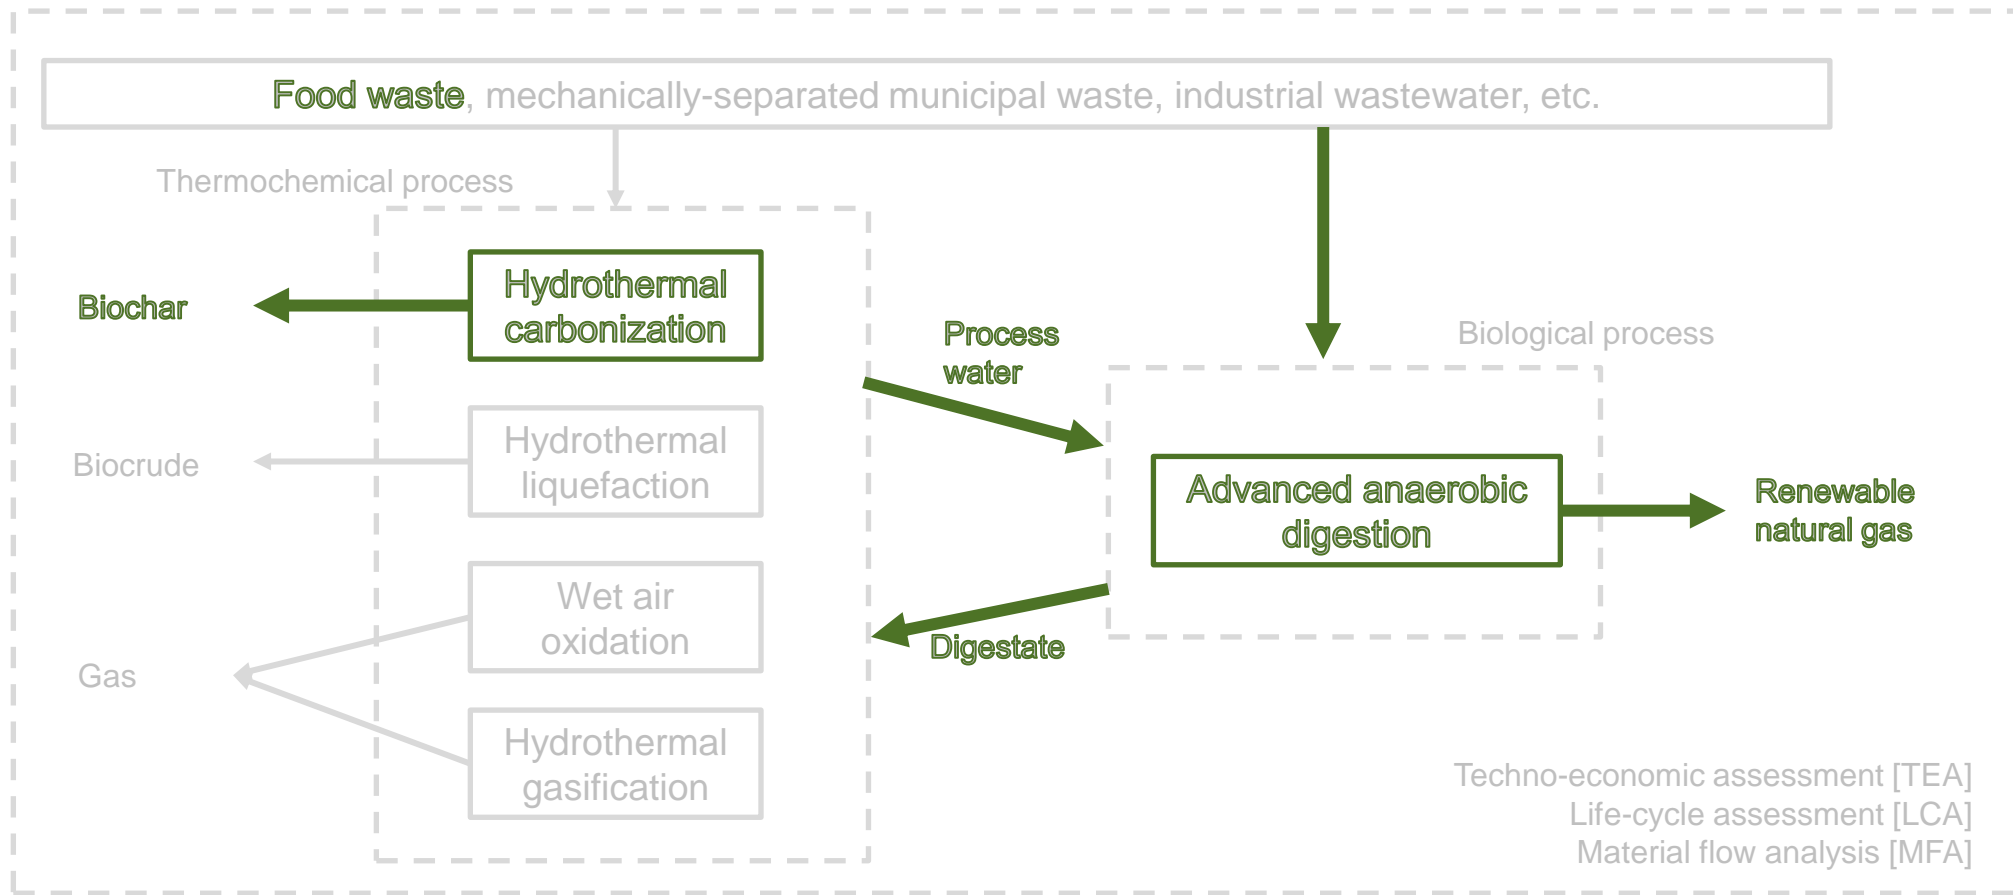 Food waste, mechanically-separated municipal waste, industrial wastewater, etc.
Thermochemical process
Hydrothermal
carbonization
Biochar
Process
water
Biological process
Hydrothermal
liquefaction
Biocrude
Advanced anaerobic
digestion
Renewable
natural gas
Wet air
oxidation
Digestate
Gas
Hydrothermal
gasification
Techno-economic assessment [TEA]
Life-cycle assessment [LCA]
Material flow analysis [MFA]